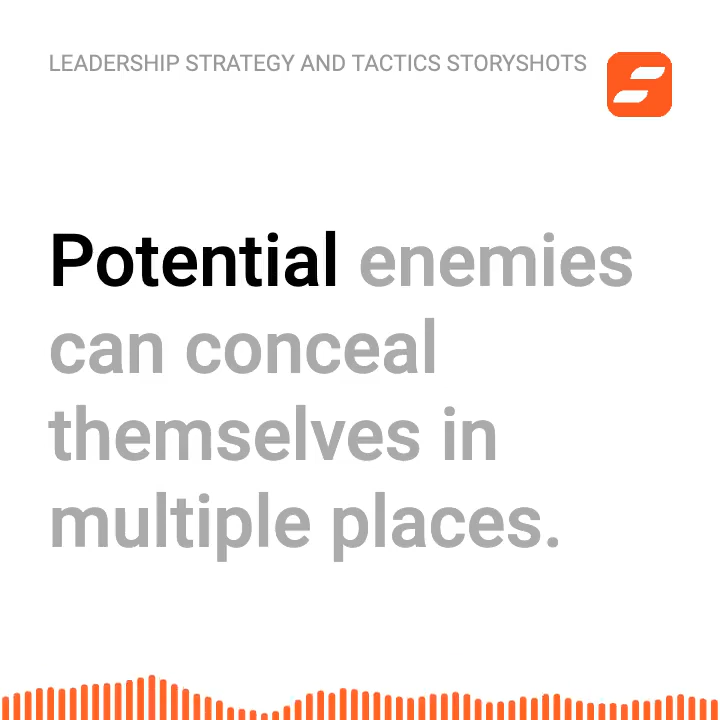 LEADERSHIP STRATEGY AND TACTICS STORYSHOTS
Potential enemies
can conceal
themselves in
multiple places.